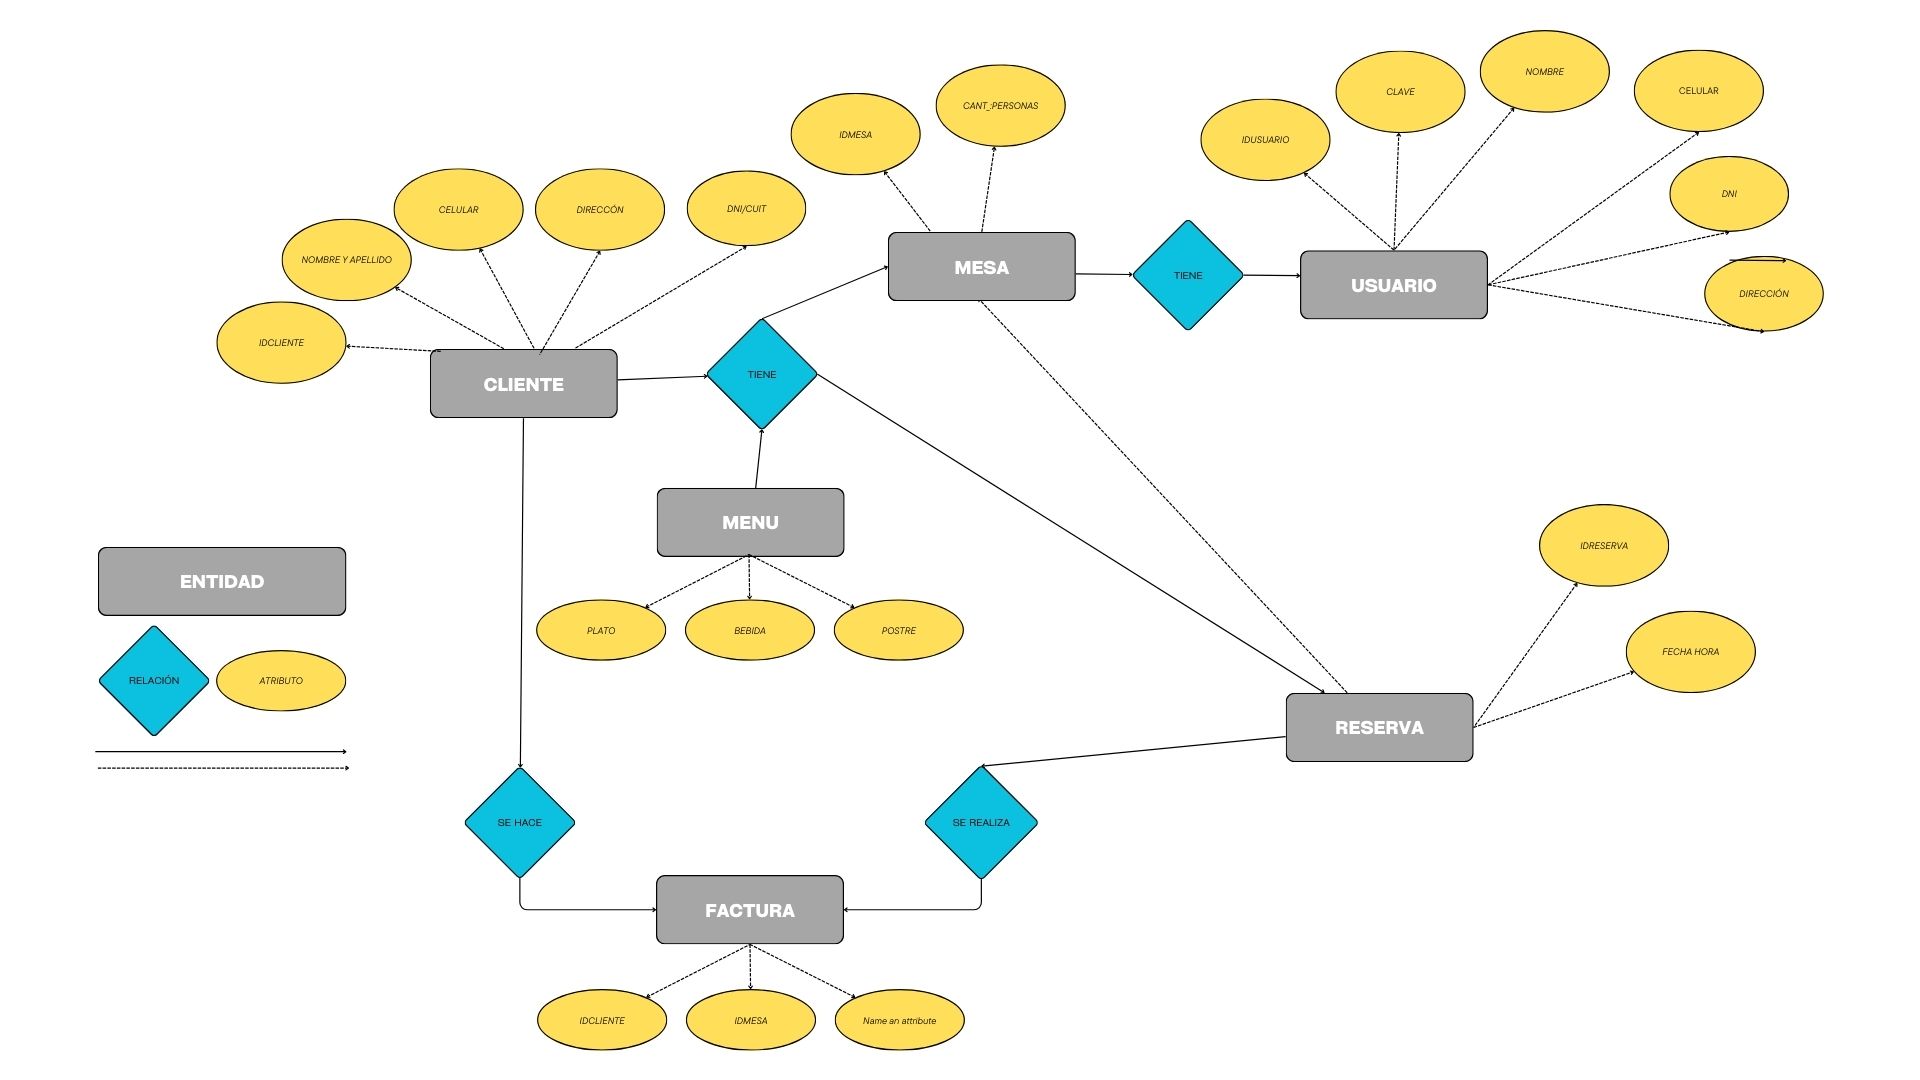 NOMBRE
CELULAR
CLAVE
CANT_:PERSONAS
IDMESA
IDUSUARIO
DNI
CELULAR
DIRECCÓN
DNI/CUIT
NOMBRE Y APELLIDO
MESA
TIENE
USUARIO
DIRECCIÓN
IDCLIENTE
CLIENTE
TIENE
MENU
IDRESERVA
ENTIDAD
PLATO
BEBIDA
POSTRE
FECHA HORA
RELACIÓN
ATRIBUTO
RESERVA
SE HACE
SE REALIZA
FACTURA
IDCLIENTE
IDMESA
Name an attribute